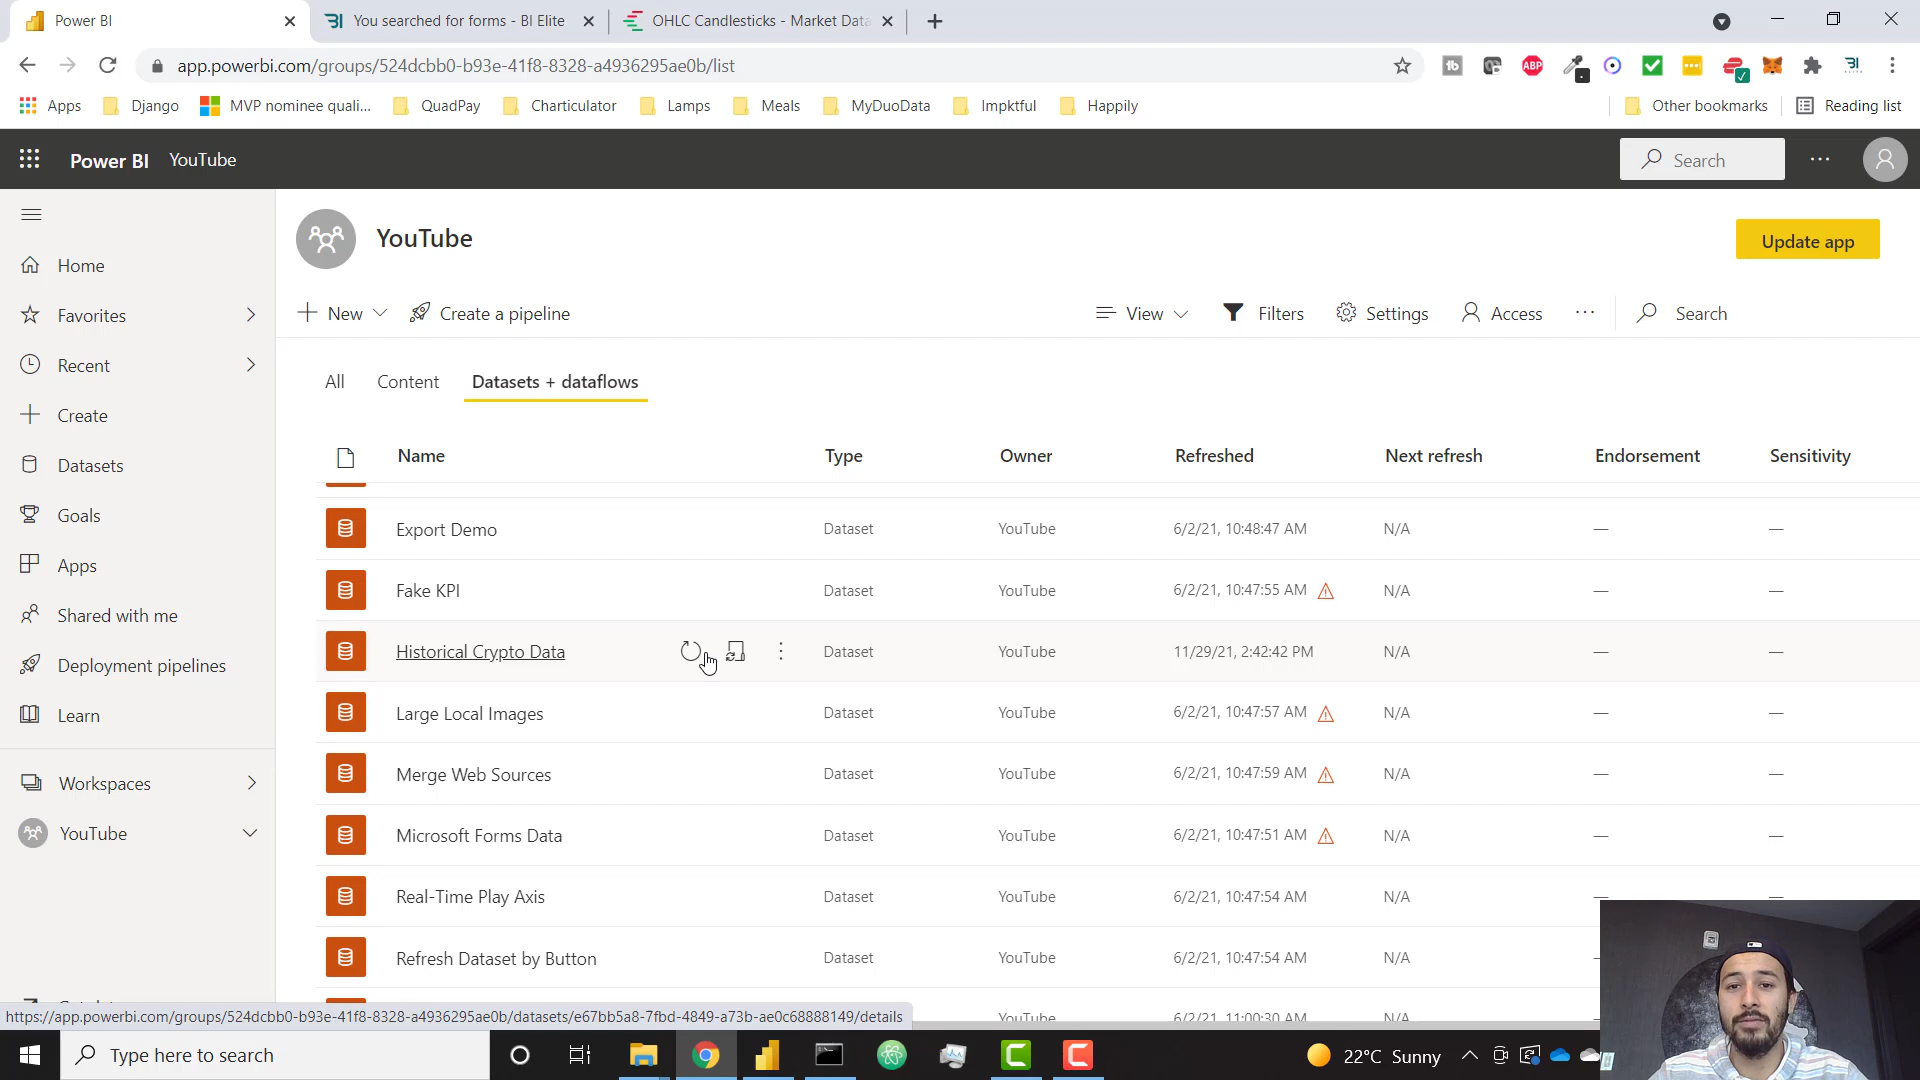 Power BI
You searched for forms - BI Elite
OHLC Candlesticks - Market Data
app.powerbi.com/groups/524dcbb0-b93e-41f8-8328-a4936295ae0b/list
Apps
Django
MVP nominee quali...
QuadPay
Charticulator
Lamps
Meals
MyDuoData
Impktful
Happily
Other bookmarks
Reading list
Power BI
YouTube
Search
YouTube
Update app
Home
Favorites
Recent
Create
Datasets
Goals
Apps
Shared with me
Deployment pipelines
Learn
Workspaces
YouTube
New
Create a pipeline
View
Filters
Settings
Access
Search
All
Content
Datasets + dataflows
Name Type Owner Refreshed Next refresh Endorsement Sensitivity
Export Demo Dataset YouTube 6/2/21, 10:48:47 AM N/A — —
Fake KPI Dataset YouTube 6/2/21, 10:47:55 AM N/A — —
Historical Crypto Data Dataset YouTube 11/29/21, 2:42:42 PM N/A — —
Large Local Images Dataset YouTube 6/2/21, 10:47:57 AM N/A — —
Merge Web Sources Dataset YouTube 6/2/21, 10:47:59 AM N/A — —
Microsoft Forms Data Dataset YouTube 6/2/21, 10:47:51 AM N/A — —
Real-Time Play Axis Dataset YouTube 6/2/21, 10:47:54 AM N/A — —
Refresh Dataset by Button Dataset YouTube 6/2/21, 10:47:54 AM N/A
YouTube 6/2/21, 11:00:30 AM N/A
https://app.powerbi.com/groups/524dcbb0-b93e-41f8-8328-a4936295ae0b/datasets/e67bb5a8-7fbd-4849-a73b-ae0c68888149/details
Type here to search
22°C Sunny